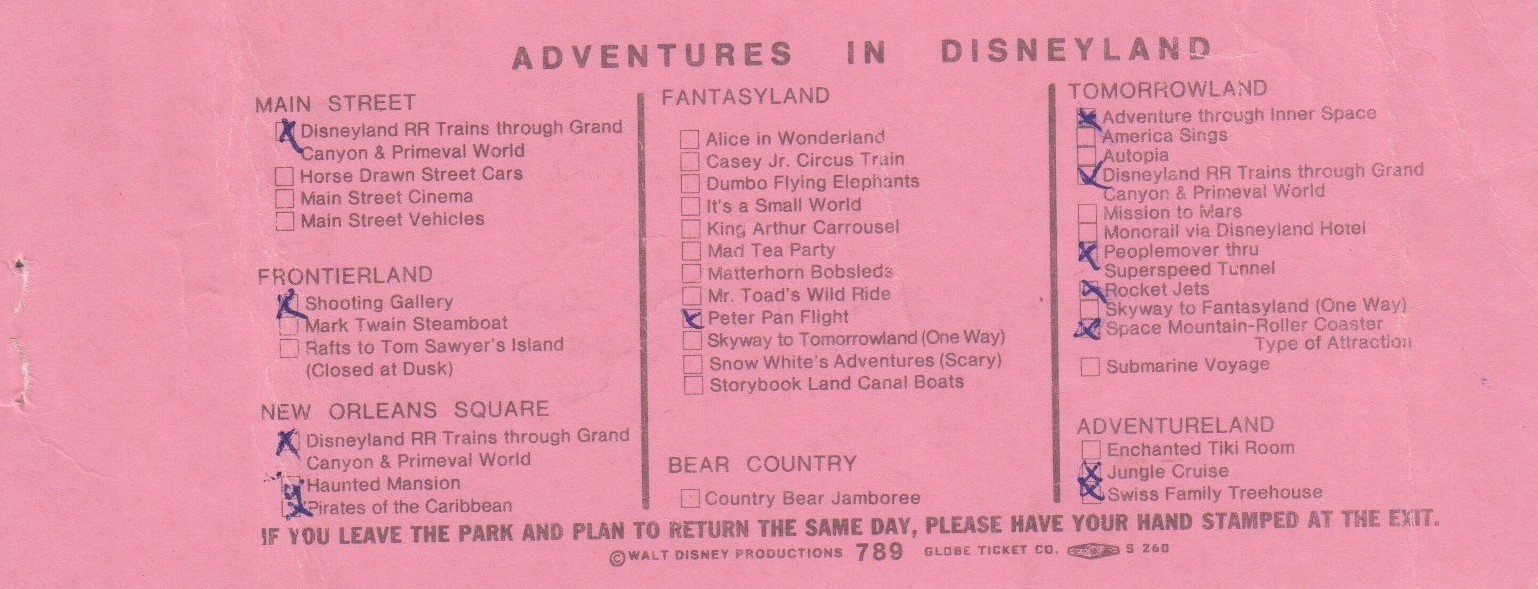 ADVENTURES IN DISNEYLAND
MAIN STREET
Disneyland RR Trains through Grand
Canyon & Primeval World
Horse Drawn Street Cars
Main Street Cinema
Main Street Vehicles
FRONTIERLAND
Shooting Gallery
Mark Twain Steamboat
Rafts to Tom Sawyer's Island
(Closed at Dusk)
NEW ORLEANS SQUARE
Disneyland RR Trains through Grand
Canyon & Primeval World
Haunted Mansion
Pirates of the Caribbean
FANTASYLAND
Alice in Wonderland
Casey Jr. Circus Train
Dumbo Flying Elephants
It's a Small World
King Arthur Carrousel
Mad Tea Party
Matterhorn Bobsleds
Mr. Toad's Wild Ride
Peter Pan Flight
Skyway to Tomorrowland (One Way)
Snow White's Adventures (Scary)
Storybook Land Canal Boats
BEAR COUNTRY
Country Bear Jamboree
TOMORROWLAND
Adventure through Inner Space
America Sings
Autopia
Disneyland RR Trains through Grand
Canyon & Primeval World
Mission to Mars
Monorail via Disneyland Hotel
Peoplemover thru
Superspeed Tunnel
Rocket Jets
Skyway to Fantasyland (One Way)
Space Mountain-Roller Coaster
Type of Attraction
Submarine Voyage
ADVENTURELAND
Enchanted Tiki Room
Jungle Cruise
Swiss Family Treehouse
IF YOU LEAVE THE PARK AND PLAN TO RETURN THE SAME DAY, PLEASE HAVE YOUR HAND STAMPED AT THE EXIT.
©WALT DISNEY PRODUCTIONS 789 GLOBE TICKET CO. S 260